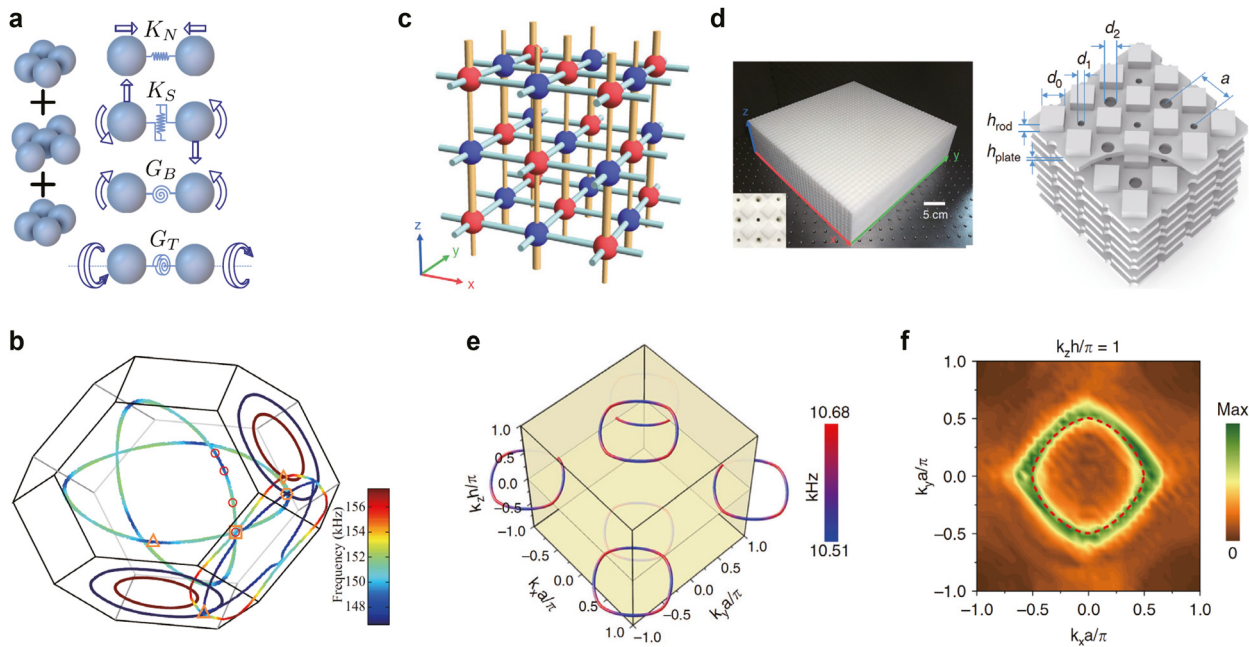 a
K_N
K_S
G_B
G_T
+
+
c
z
y
x
d
z
y
5 cm
d_2
d_1
d_0
a
h_rod
h_plate
b
Frequency (kHz)
156
154
152
150
148
e
k_zh/π
1.0
0.5
0.0
-0.5
-1.0
-0.5
0.0
0.5
1.0
k_xa/π
-1.0
-0.5
0.0
0.5
1.0
k_ya/π
10.68
kHz
10.51
f
k_zh/π = 1
k_ya/π
1.0
0.5
0.0
-0.5
-1.0
-1.0
-0.5
0.0
0.5
1.0
k_xa/π
Max
0